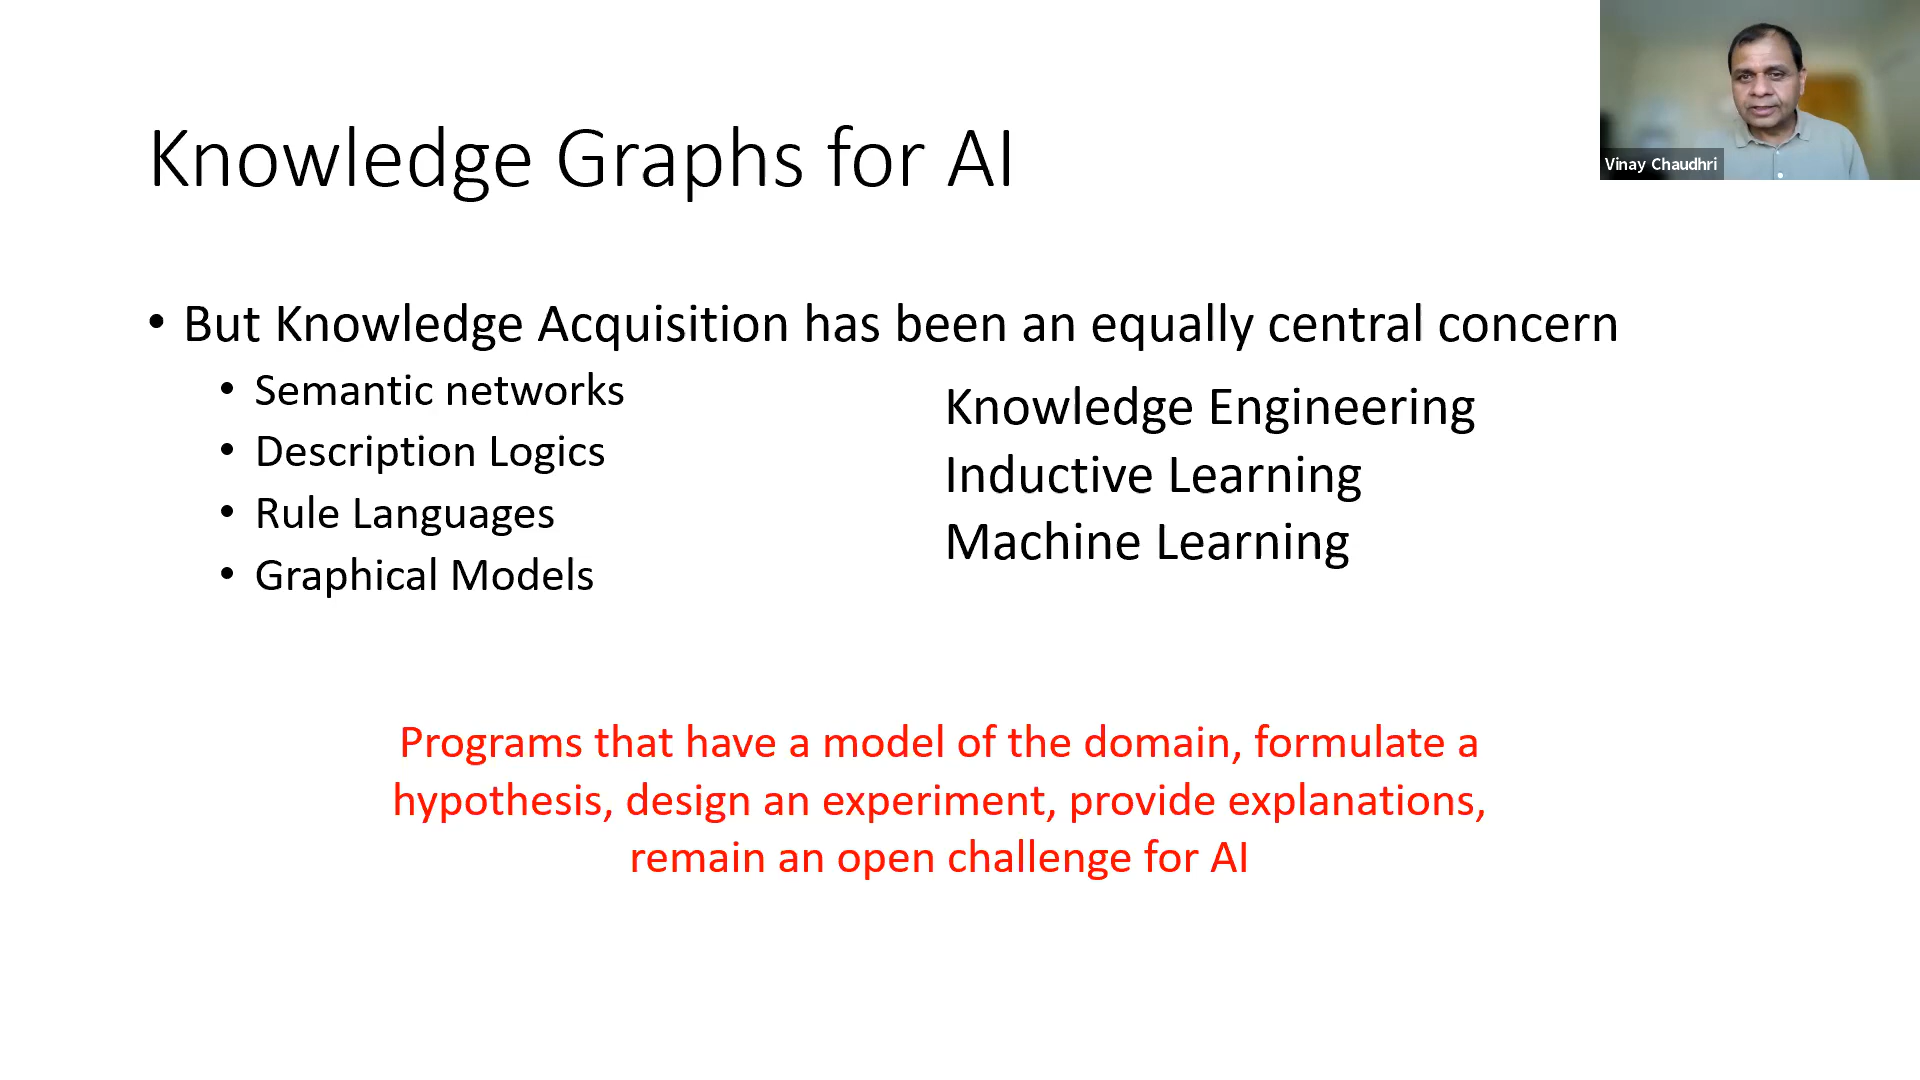 Knowledge Graphs for AI
Vinay Chaudhri
• But Knowledge Acquisition has been an equally central concern
• Semantic networks
• Description Logics
• Rule Languages
• Graphical Models
Knowledge Engineering
Inductive Learning
Machine Learning
Programs that have a model of the domain, formulate a
hypothesis, design an experiment, provide explanations,
remain an open challenge for AI